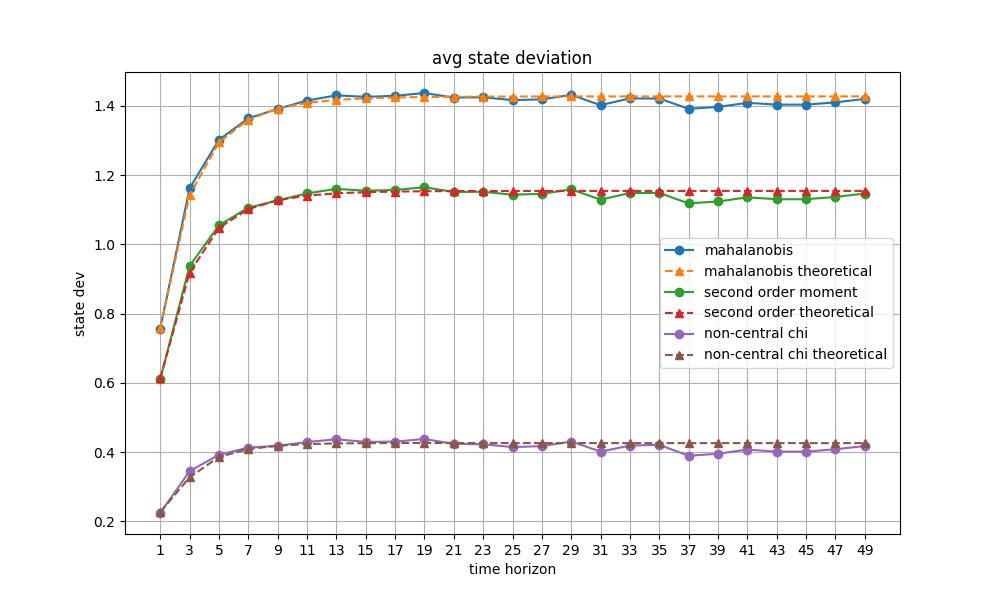 avg state deviation
state dev
1.4
1.2
1.0
0.8
0.6
0.4
0.2
mahalanobis
mahalanobis theoretical
second order moment
second order theoretical
non-central chi
non-central chi theoretical
1 3 5 7 9 11 13 15 17 19 21 23 25 27 29 31 33 35 37 39 41 43 45 47 49
time horizon